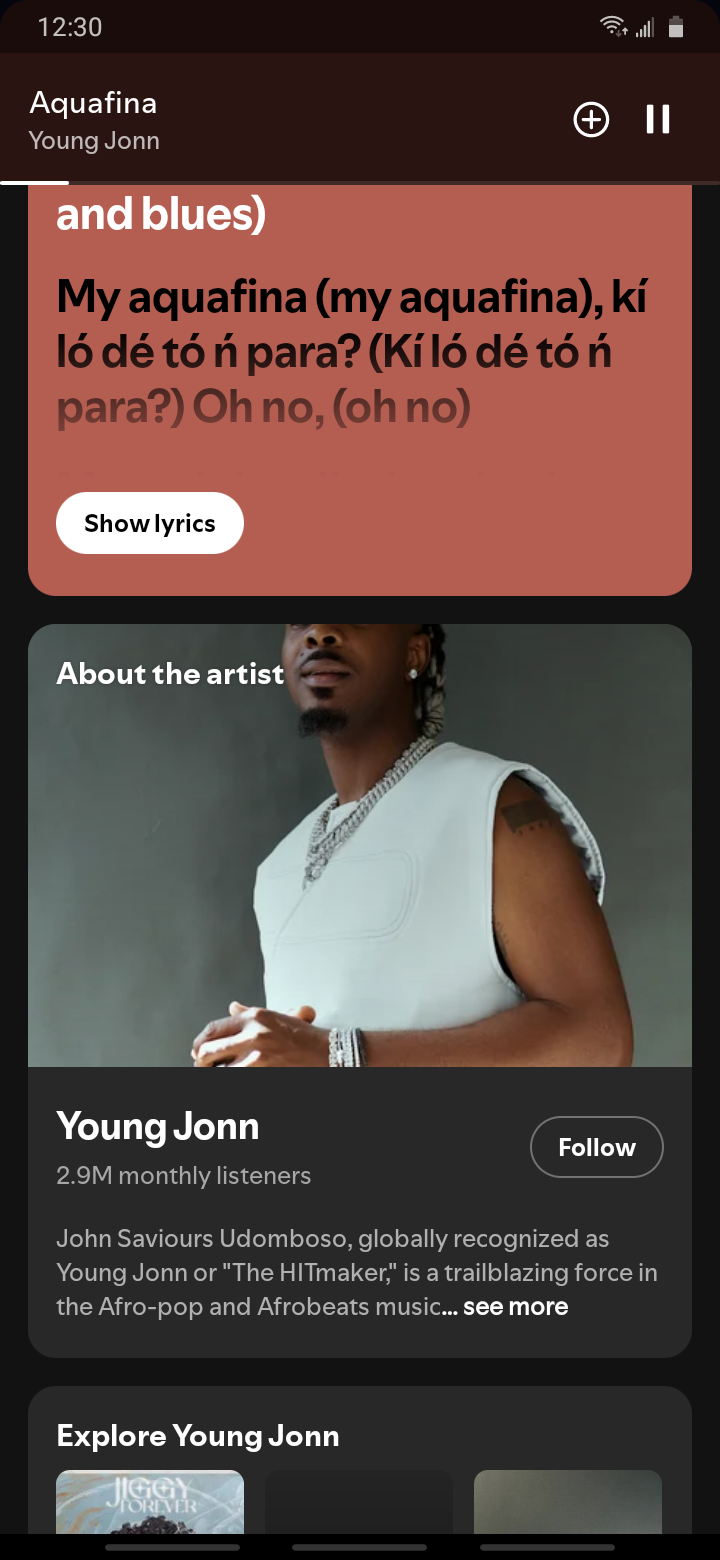 12:30
Aquafina
Young Jonn
and blues)
My aquafina (my aquafina), kí
ló dé tó ń para? (Kí ló dé tó ń
para?) Oh no, (oh no)
Show lyrics
About the artist
Young Jonn
Follow
2.9M monthly listeners
John Saviours Udomboso, globally recognized as
Young Jonn or "The HITmaker," is a trailblazing force in
the Afro-pop and Afrobeats music... see more
Explore Young Jonn
JIGGY
FOREVER